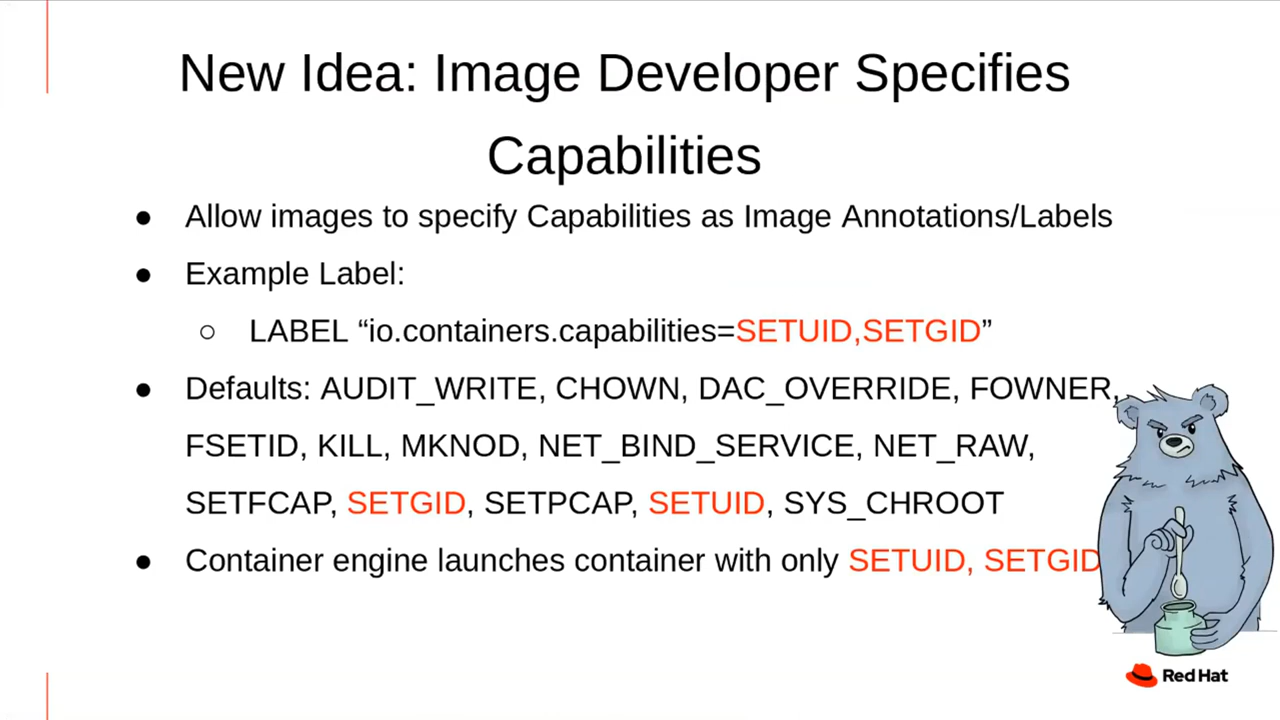 New Idea: Image Developer Specifies
Capabilities
● Allow images to specify Capabilities as Image Annotations/Labels
● Example Label:
○ LABEL “io.containers.capabilities=SETUID,SETGID”
● Defaults: AUDIT_WRITE, CHOWN, DAC_OVERRIDE, FOWNER,
FSETID, KILL, MKNOD, NET_BIND_SERVICE, NET_RAW,
SETFCAP, SETGID, SETPCAP, SETUID, SYS_CHROOT
● Container engine launches container with only SETUID, SETGID
Red Hat